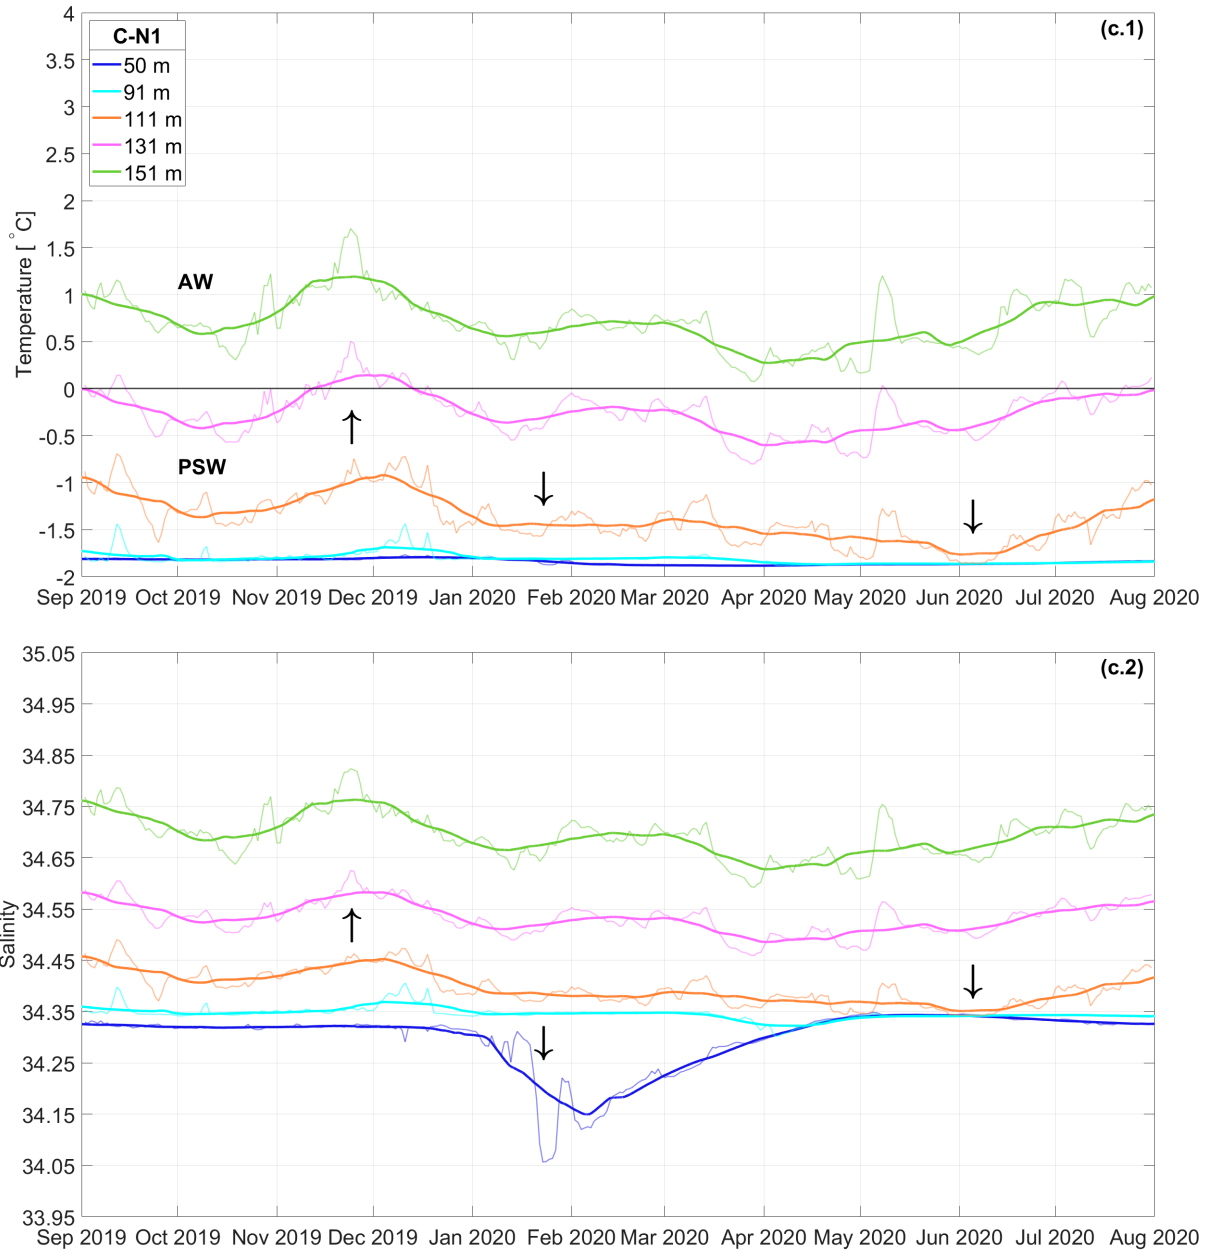 (c.1)
C-N1
50 m
91 m
111 m
131 m
151 m
Temperature [ °C]
4
3.5
3
2.5
2
1.5
1
0.5
0
-0.5
-1
-1.5
-2
AW
PSW
Sep 2019 Oct 2019 Nov 2019 Dec 2019 Jan 2020 Feb 2020 Mar 2020 Apr 2020 May 2020 Jun 2020 Jul 2020 Aug 2020
(c.2)
Salinity
35.05
34.95
34.85
34.75
34.65
34.55
34.45
34.35
34.25
34.15
34.05
33.95
Sep 2019 Oct 2019 Nov 2019 Dec 2019 Jan 2020 Feb 2020 Mar 2020 Apr 2020 May 2020 Jun 2020 Jul 2020 Aug 2020